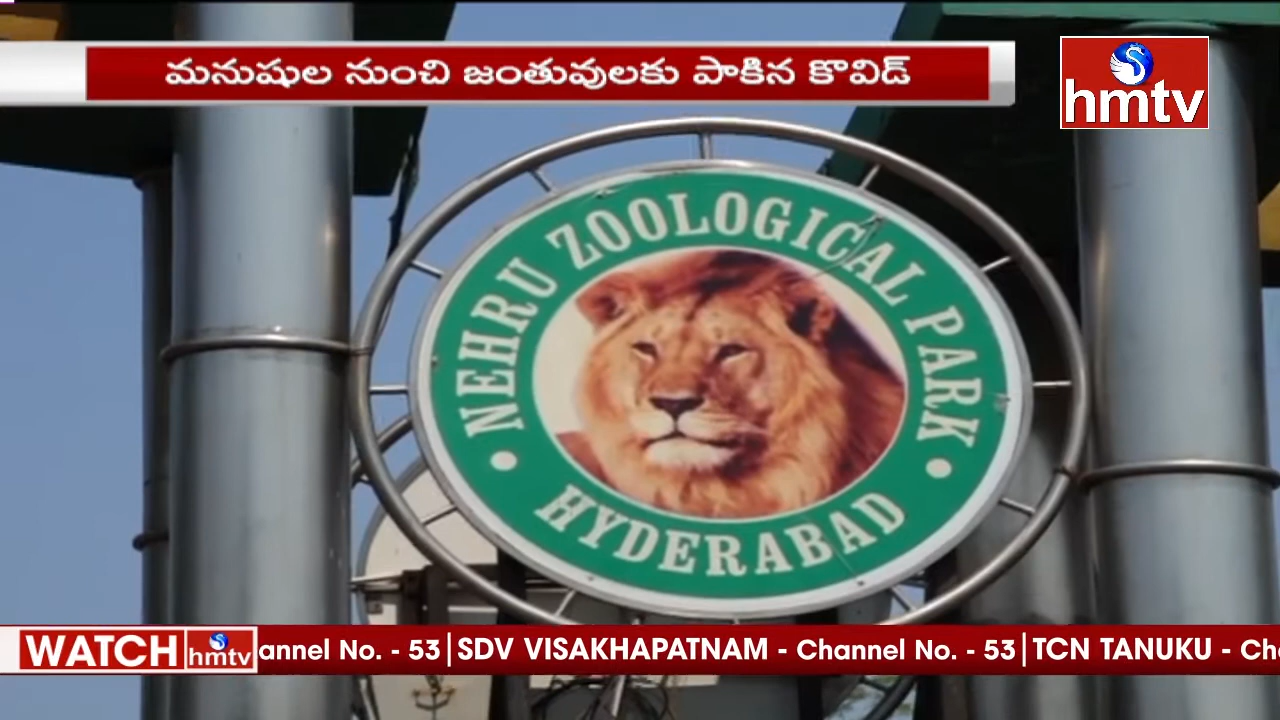 మనుషుల నుంచి జంతువులకు పాకిన కొవిడ్
hmtv
NEHRU ZOOLOGICAL PARK
HYDERABAD
WATCH hmtv annel No. - 53|SDV VISAKHAPATNAM - Channel No. - 53|TCN TANUKU - Ch